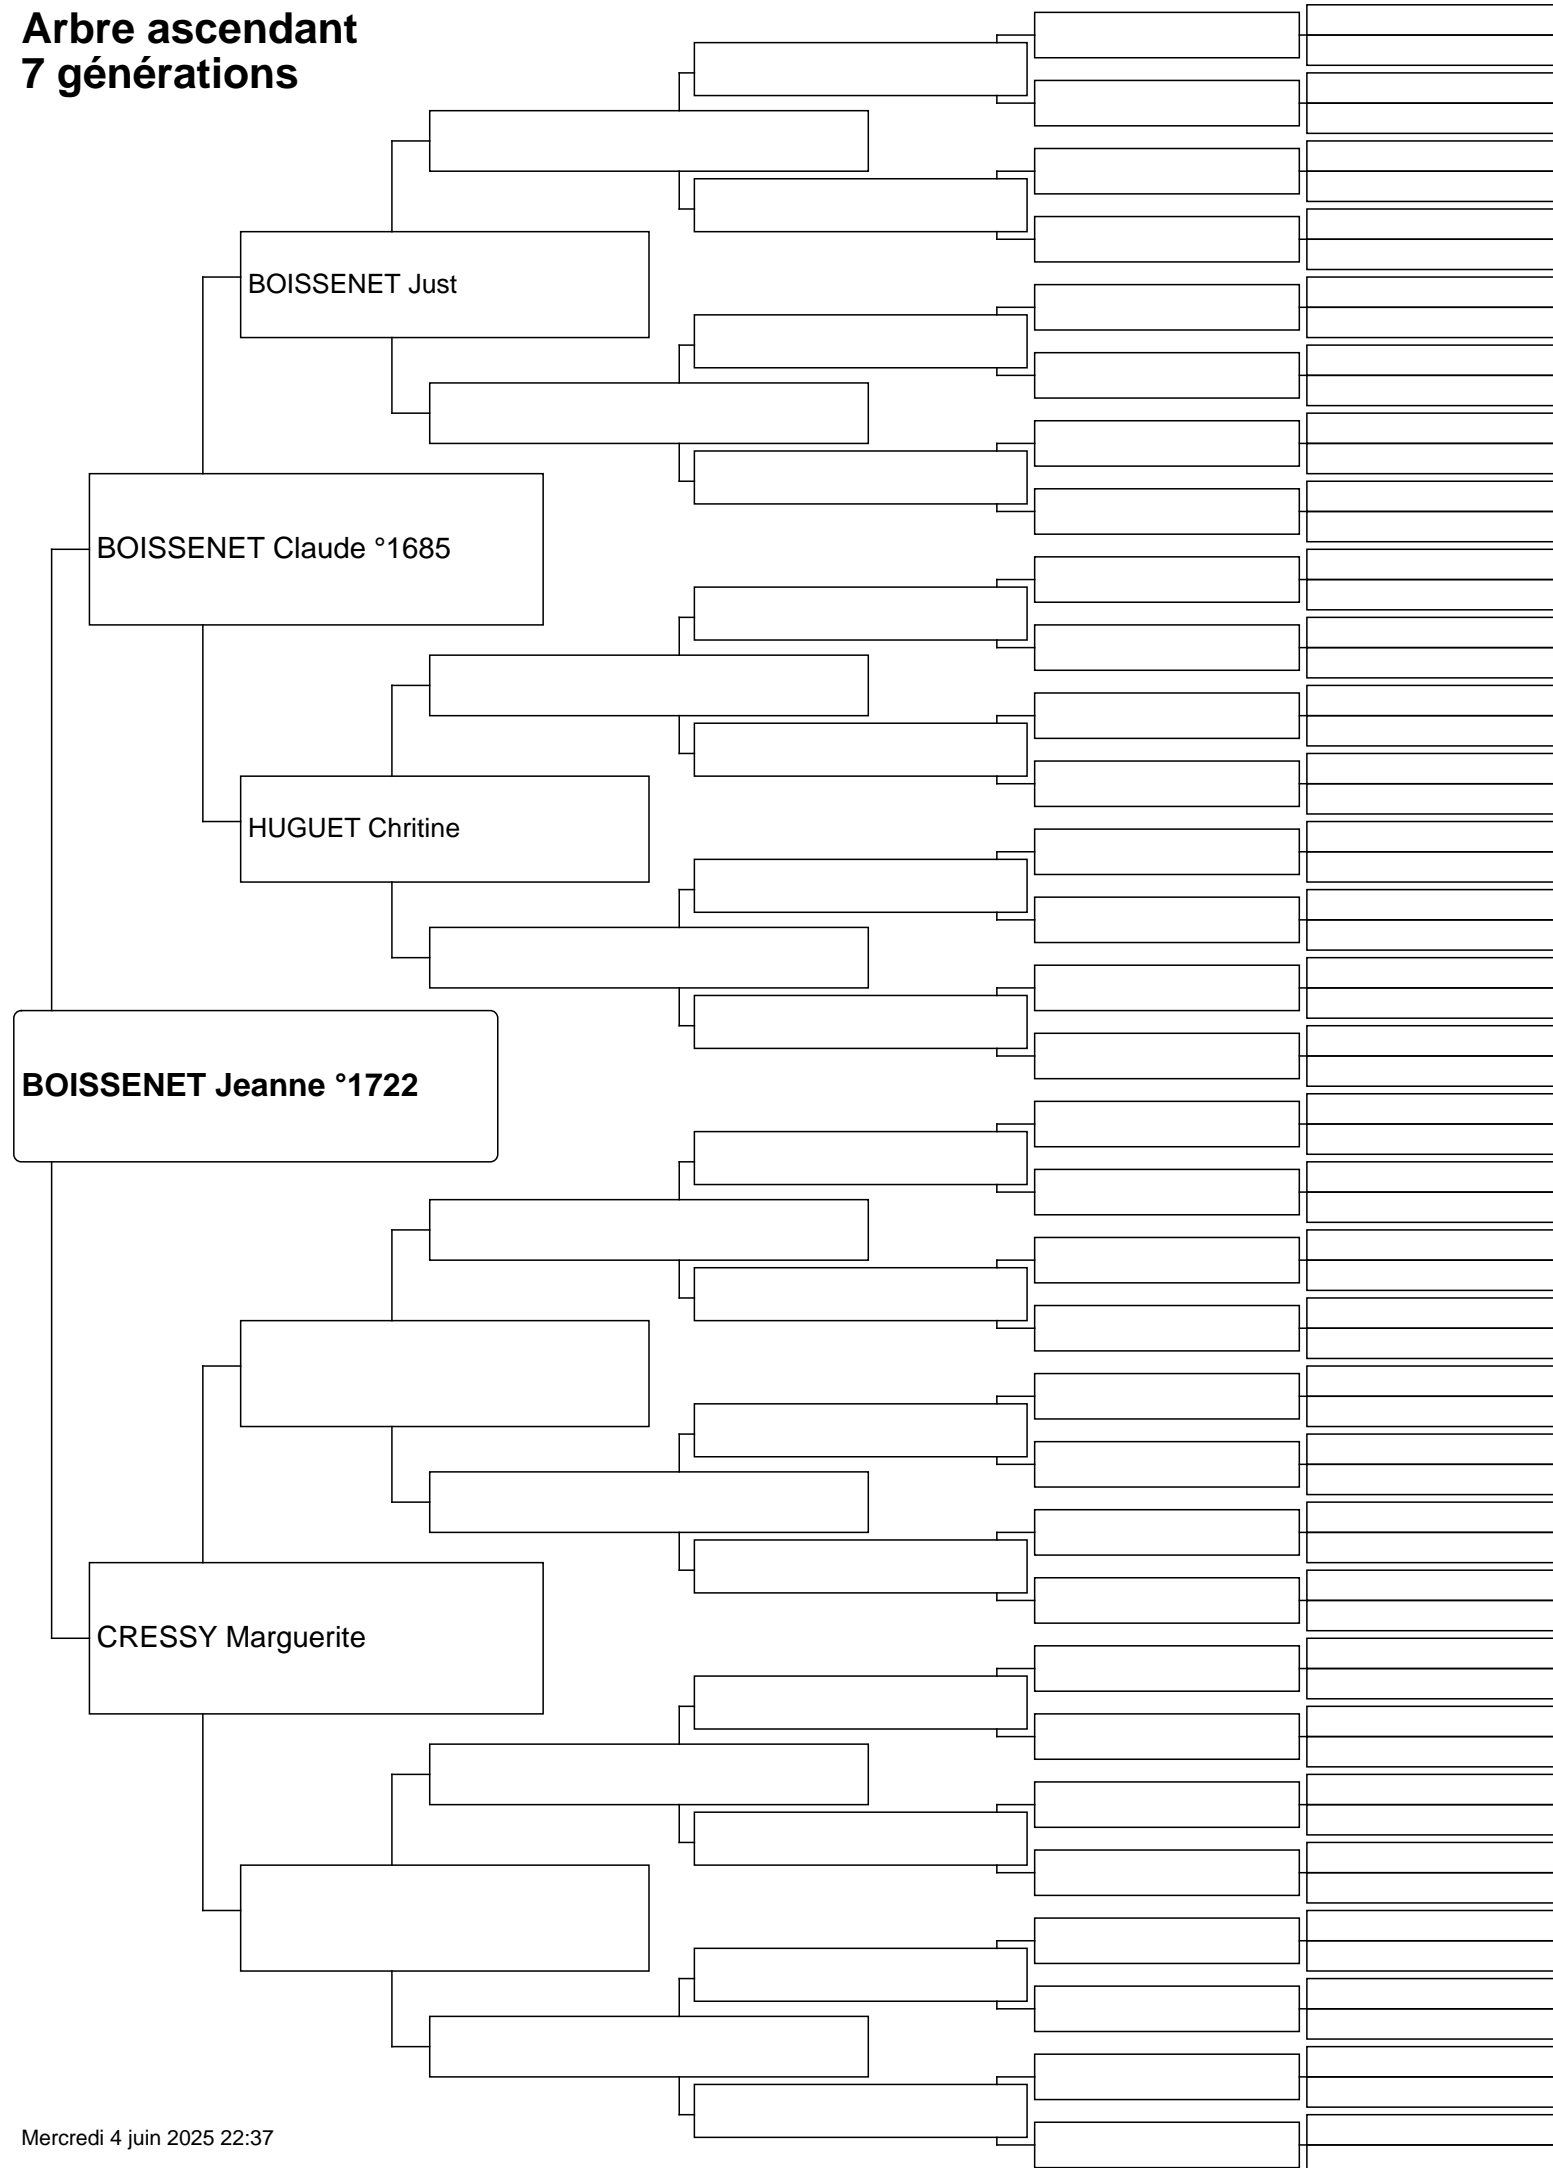 Arbre ascendant
7 générations
BOISSENET Just
BOISSENET Claude °1685
HUGUET Chritine
BOISSENET Jeanne °1722
CRESSY Marguerite
Mercredi 4 juin 2025 22:37